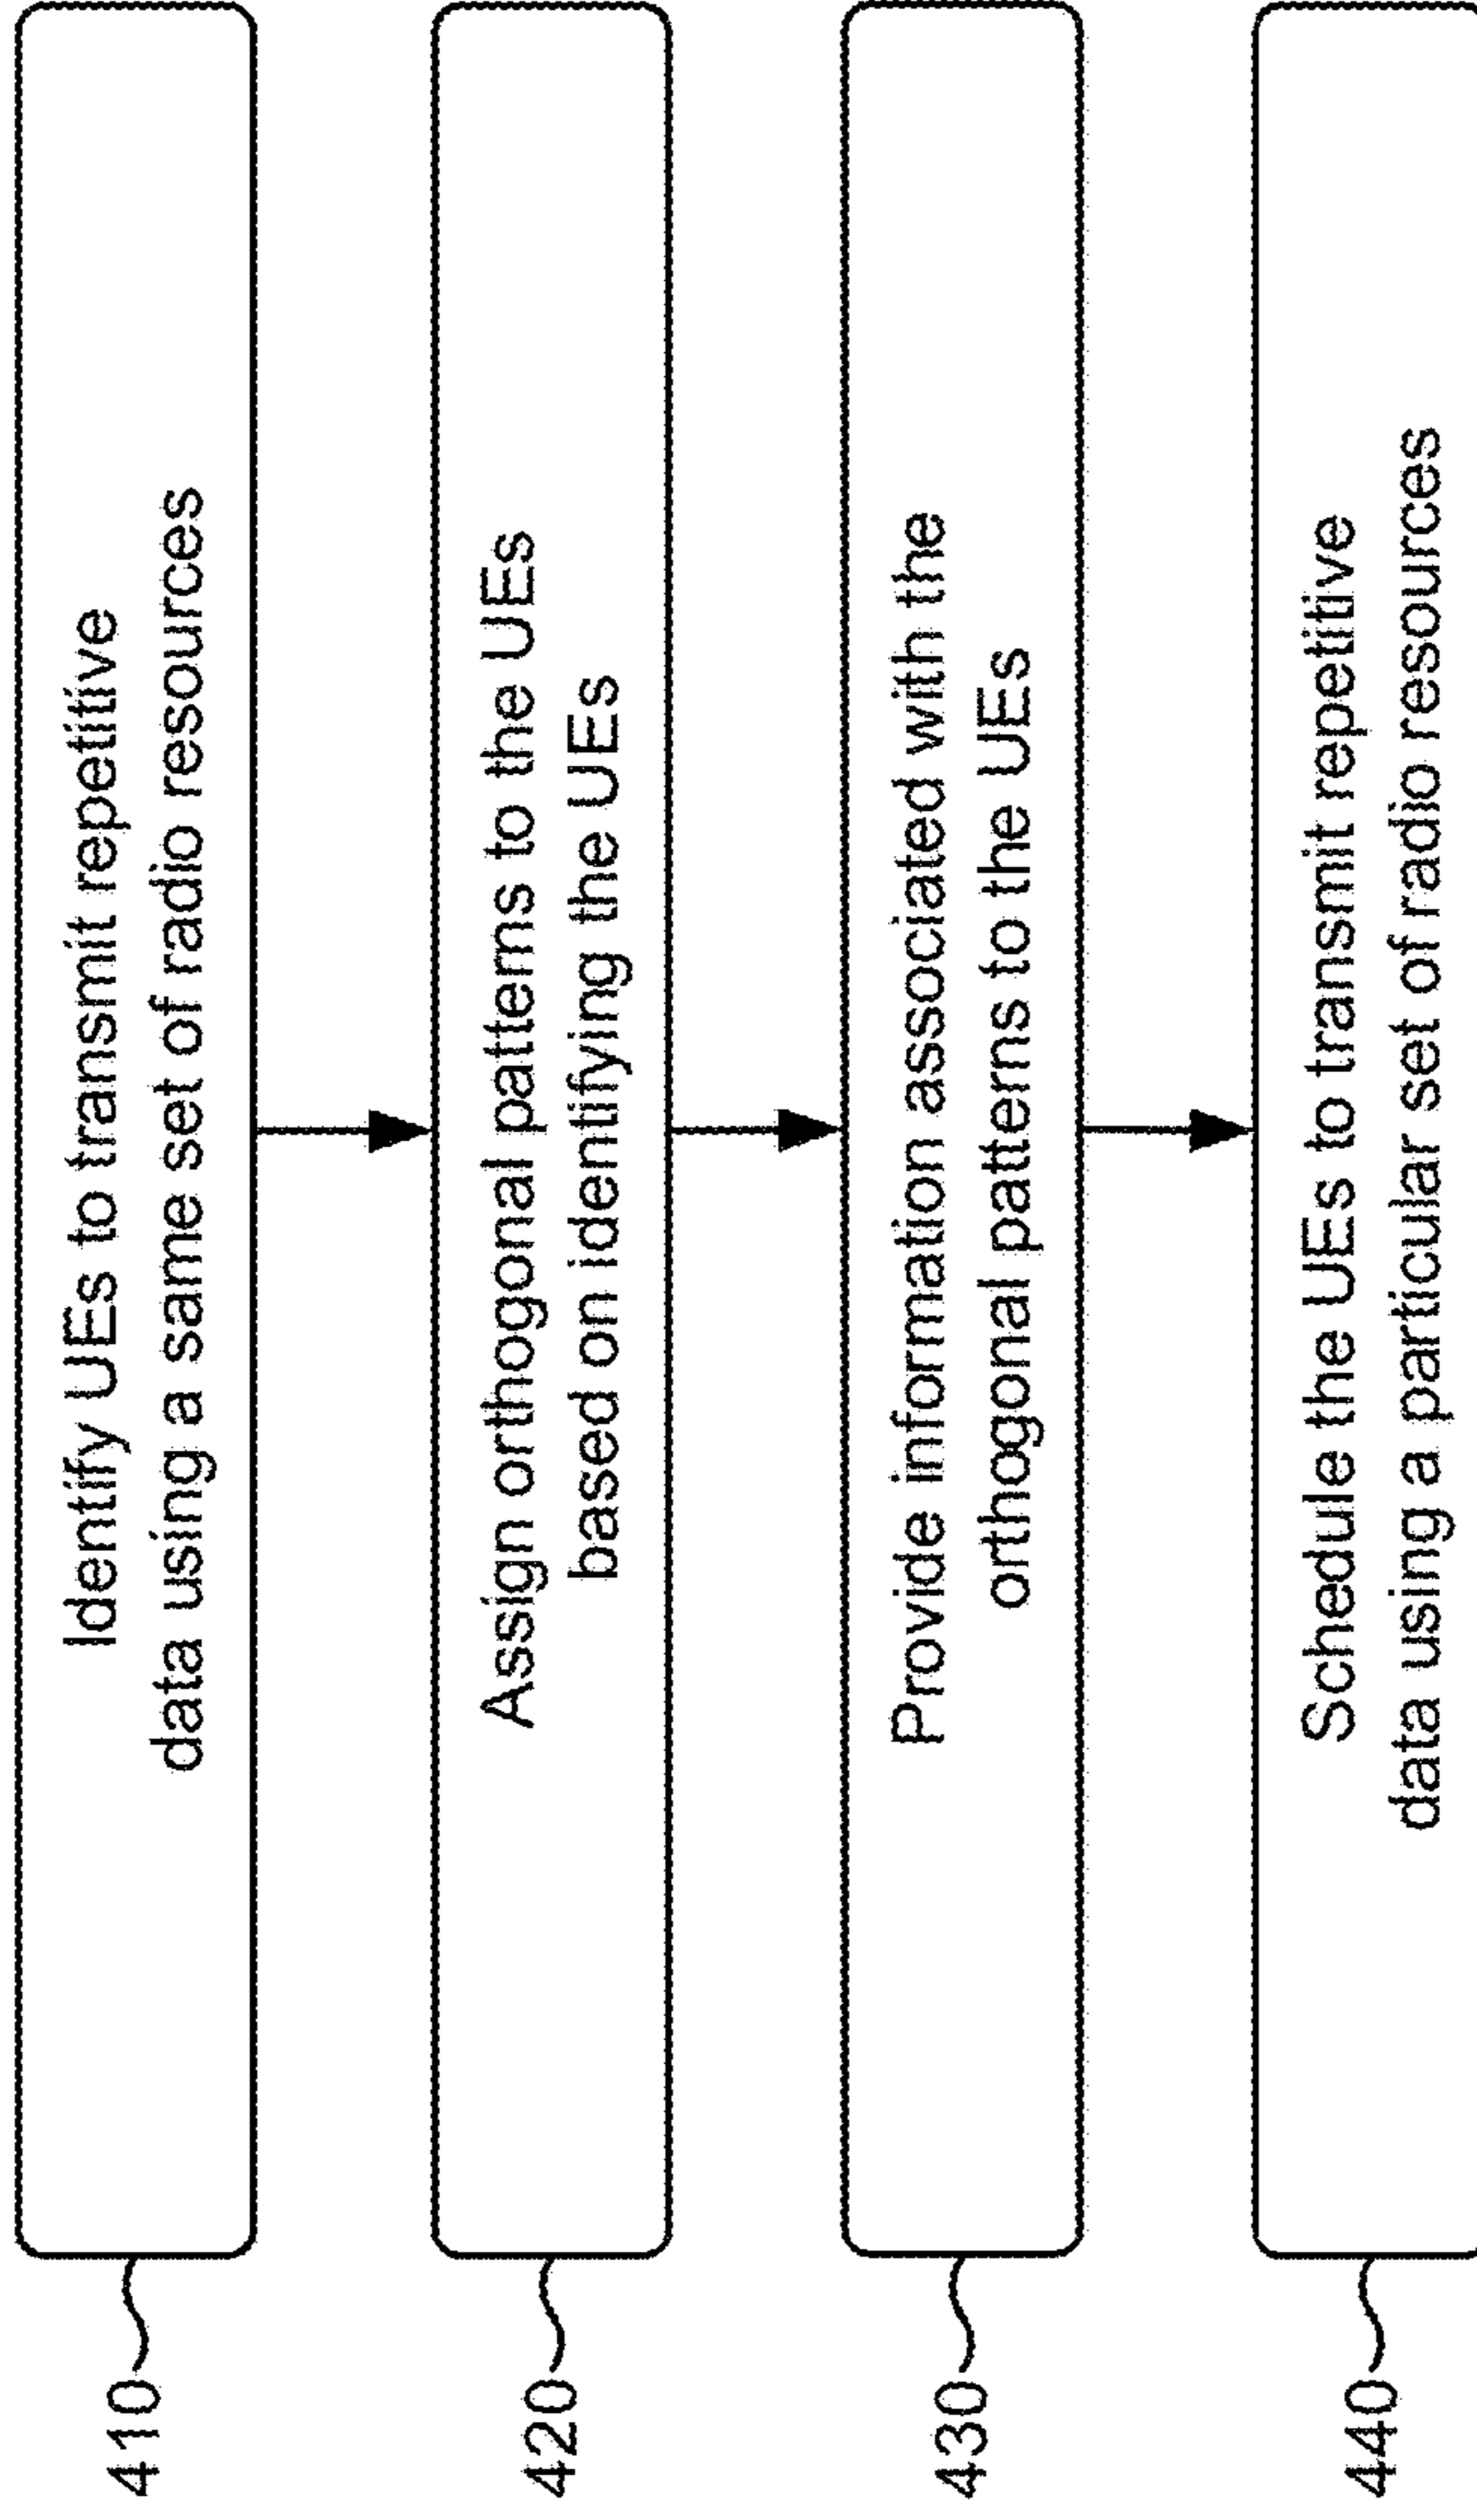 410
Identify UEs to transmit repetitive
data using a same set of radio resources
420
Assign orthogonal patterns to the UEs
based on identifying the UEs
430
Provide information associated with the
orthogonal patterns to the UEs
440
Schedule the UEs to transmit repetitive
data using a particular set of radio resources